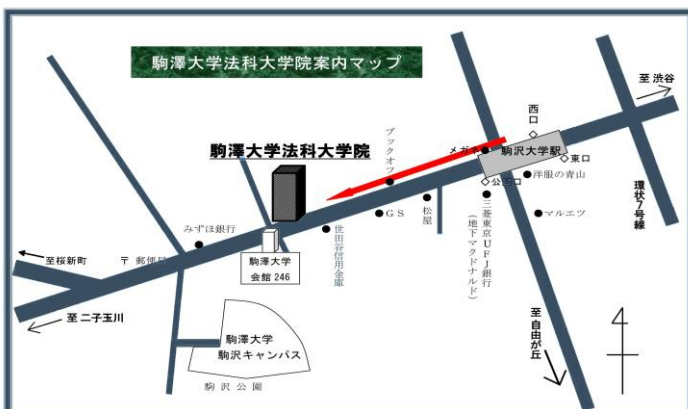 駒澤大学法科大学院案内マップ
至 渋谷
西口
駒澤大学法科大学院
ブックオフ
メガネ
駒沢大学駅
東口
公園口
洋服の青山
環状7号線
松屋
GS
マルエツ
三菱東京UFJ銀行
(地下マクドナルド)
みずほ銀行
世田谷信用金庫
至桜新町
〒 郵便局
駒澤大学
会館 246
至 二子玉川
至 自由が丘
駒澤大学
駒沢キャンパス
駒沢公園
4